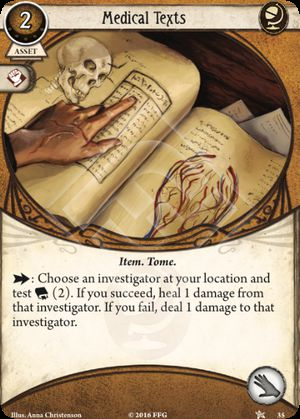 2
Medical Texts
ASSET
Item. Tome.
: Choose an investigator at your location and
test (2). If you succeed, heal 1 damage from
that investigator. If you fail, deal 1 damage to
that investigator.
Illus. Anna Christenson
© 2016 FFG
35